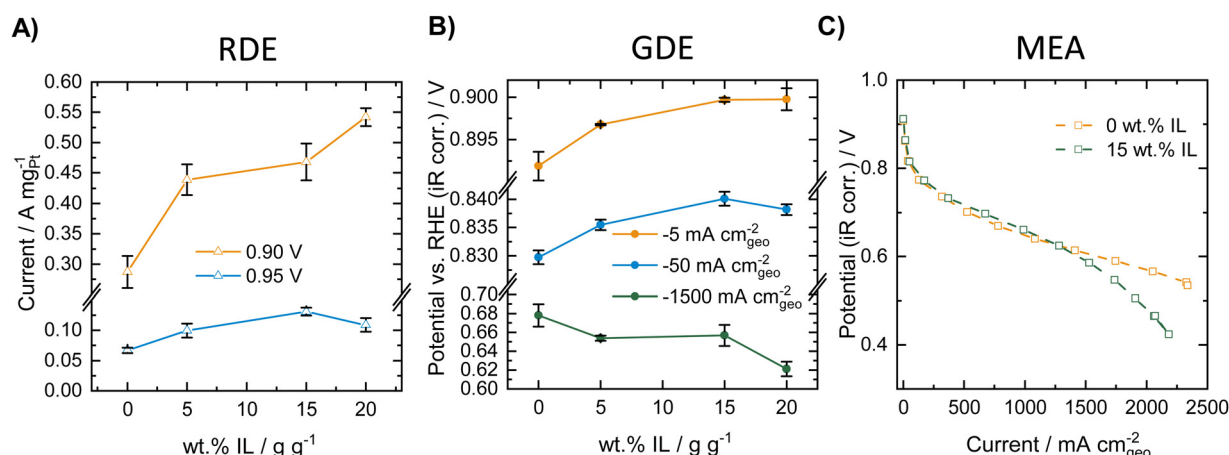 A)
RDE
Current / A mg⁻¹Pt
0.60
0.55
0.50
0.45
0.40
0.35
0.30
0.10
0.05
0.00
0.90 V
0.95 V
0
5
10
15
20
wt.% IL / g g⁻¹
B)
GDE
Potential vs. RHE (iR corr.) / V
0.900
0.895
0.890
0.840
0.835
0.830
0.70
0.68
0.66
0.64
0.62
0.60
-5 mA cm⁻²geo
-50 mA cm⁻²geo
-1500 mA cm⁻²geo
0
5
10
15
20
wt.% IL / g g⁻¹
C)
MEA
Potential (iR corr.) / V
1.0
0.8
0.6
0.4
0 wt.% IL
15 wt.% IL
0
500
1000
1500
2000
2500
Current / mA cm⁻²geo